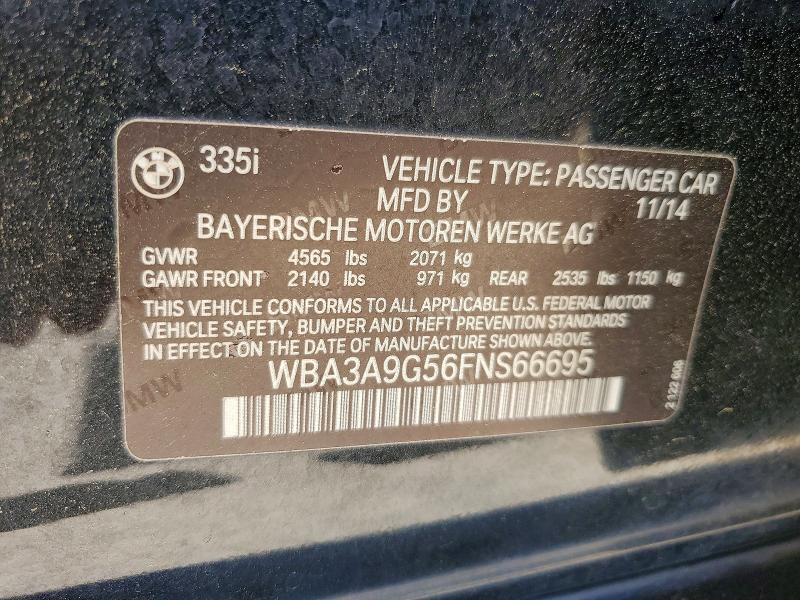 335i VEHICLE TYPE: PASSENGER CAR
MFD BY 11/14
BAYERISCHE MOTOREN WERKE AG
GVWR 4565 lbs 2071 kg
GAWR FRONT 2140 lbs 971 kg REAR 2535 lbs 1150 kg
THIS VEHICLE CONFORMS TO ALL APPLICABLE U.S. FEDERAL MOTOR
VEHICLE SAFETY, BUMPER AND THEFT PREVENTION STANDARDS
IN EFFECT ON THE DATE OF MANUFACTURE SHOWN ABOVE.
WBA3A9G56FNS66695